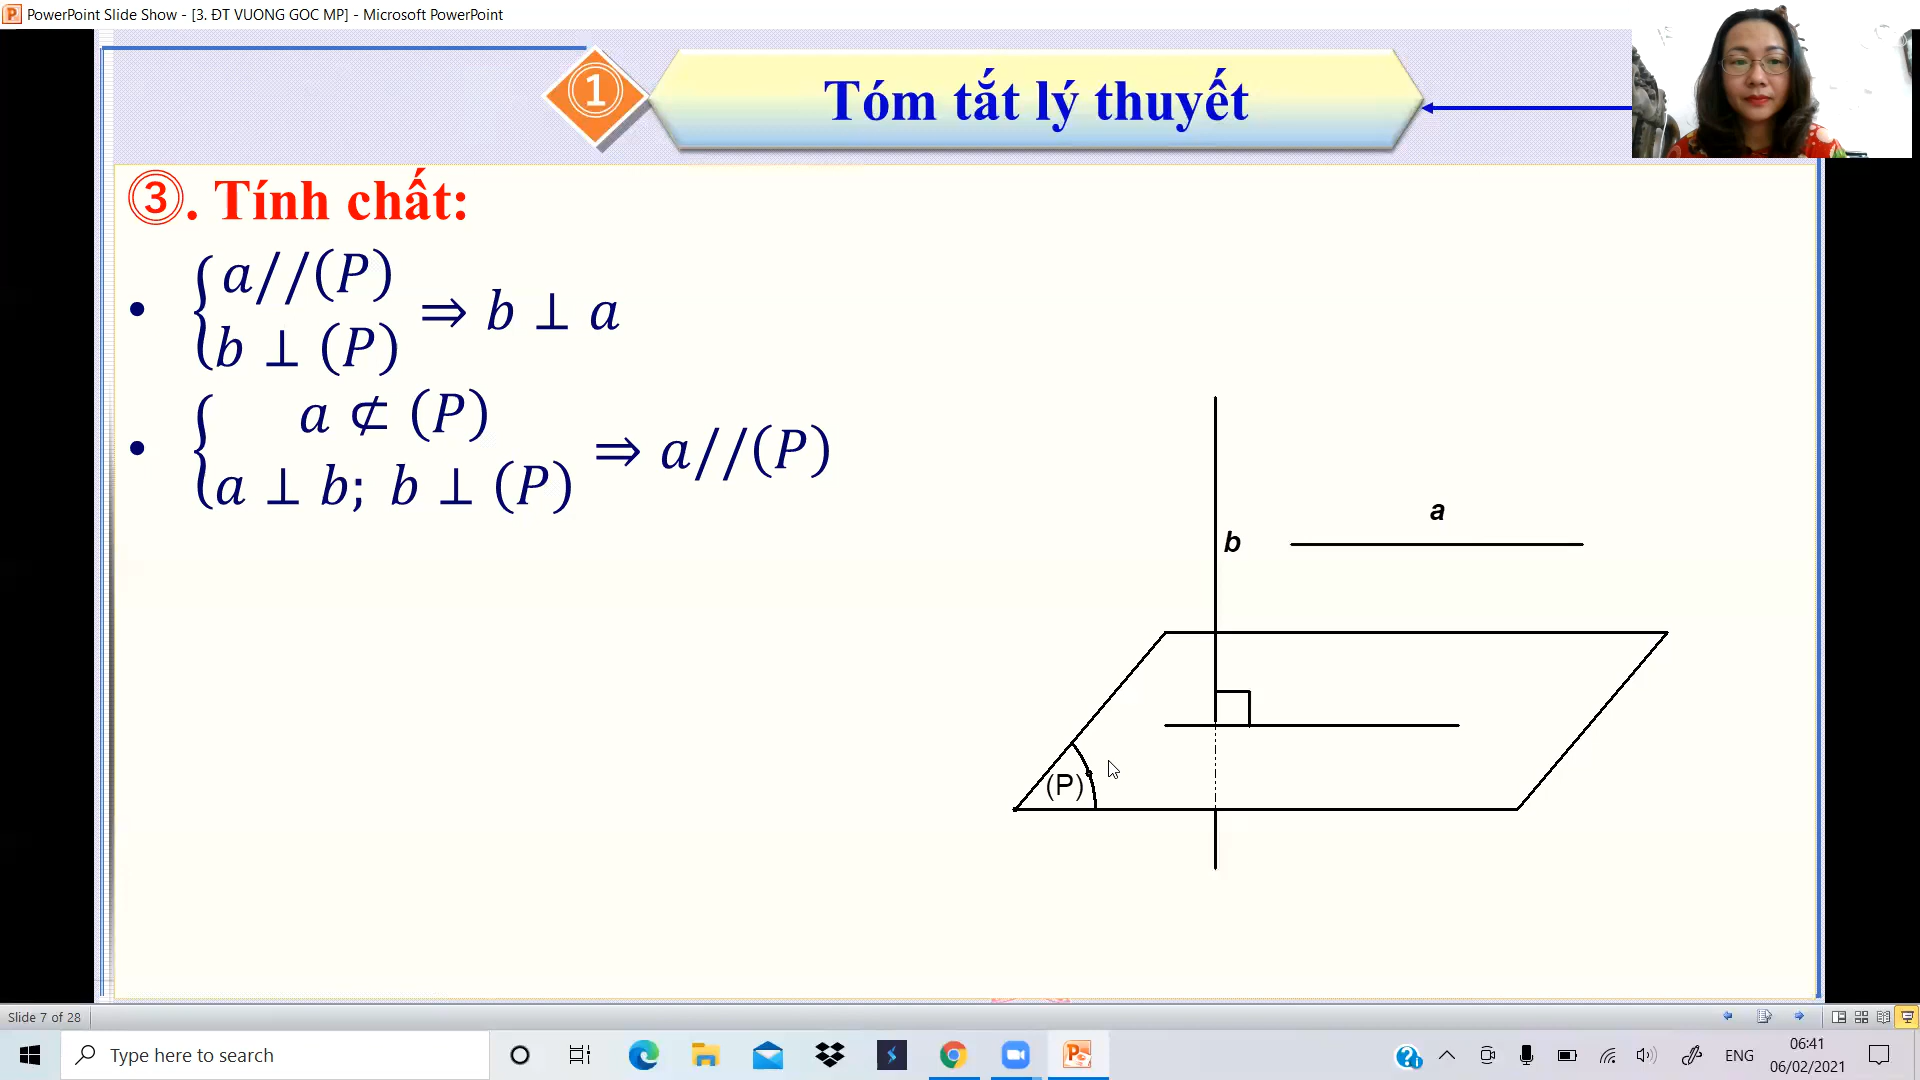 PowerPoint Slide Show - [3. ĐT VUONG GOC MP] - Microsoft PowerPoint
1 Tóm tắt lý thuyết
③. Tính chất:
• { a//(P)
b ⊥ (P) ⇒ b ⊥ a
• { a ⊄ (P)
a ⊥ b; b ⊥ (P) ⇒ a//(P)
a
b
(P)
Slide 7 of 28
Type here to search
ENG
06:41
06/02/2021